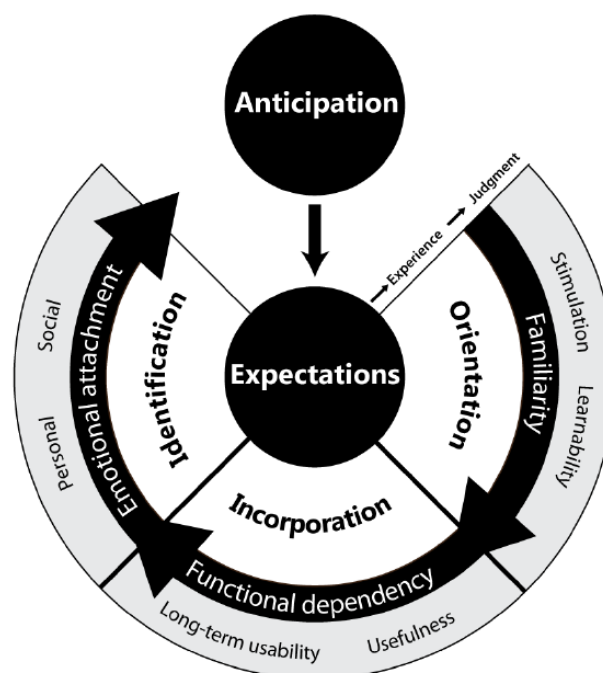 Anticipation
Expectations
Experience
Judgment
Orientation
Familiarity
Stimulation
Learnability
Incorporation
Functional dependency
Usefulness
Long-term usability
Identification
Emotional attachment
Personal
Social